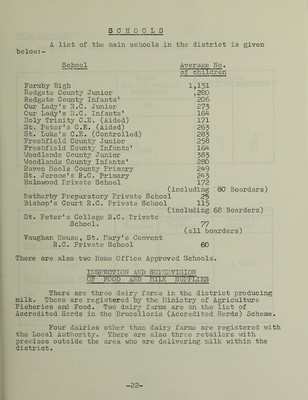 SCHOOLS
A list of the main schools in the district is given
below:-
School Average No.
of children
Formby High 1,151
Redgate County Junior 280
Redgate County Infants' 206
Our Lady's R.C. Junior 273
Our Lady's R.C. Infants' 164
Holy Trinity C.E. (Aided) 171
St. Peter's C.E. (Aided) 263
St. Luke's C.E. (Controlled) 283
Freshfield County Junior 258
Freshfield County Infants' 164
Woodlands County Junior 383
Woodlands County Infants' 280
Raven Meols County Primary 249
St. Jerome's R.C. Primary 243
Holmwood Private School 172
(including 80 Boarders)
Netherby Preparatory Private School 25
Bishop's Court R.C. Private School 115
(including 68 Boarders)
St. Peter's College R.C. Private
School. 77
(all boarders)
Vaughan House, St. Mary's Convent
R.C. Private School 60
There are also two Home Office Approved Schools.
INSPECTION AND SUPERVISION
OF FOOD AND MILK SUPPLIES
There are three dairy farms in the district producing
milk. These are registered by the Ministry of Agriculture
Fisheries and Food. Two dairy farms are on the list of
Accredited Herds in the Brucellosis (Accredited Herds) Scheme.
Four dairies other than dairy farms are registered with
the Local Authority. There are also three retailers with
premises outside the area who are delivering milk within the
district.
-22-